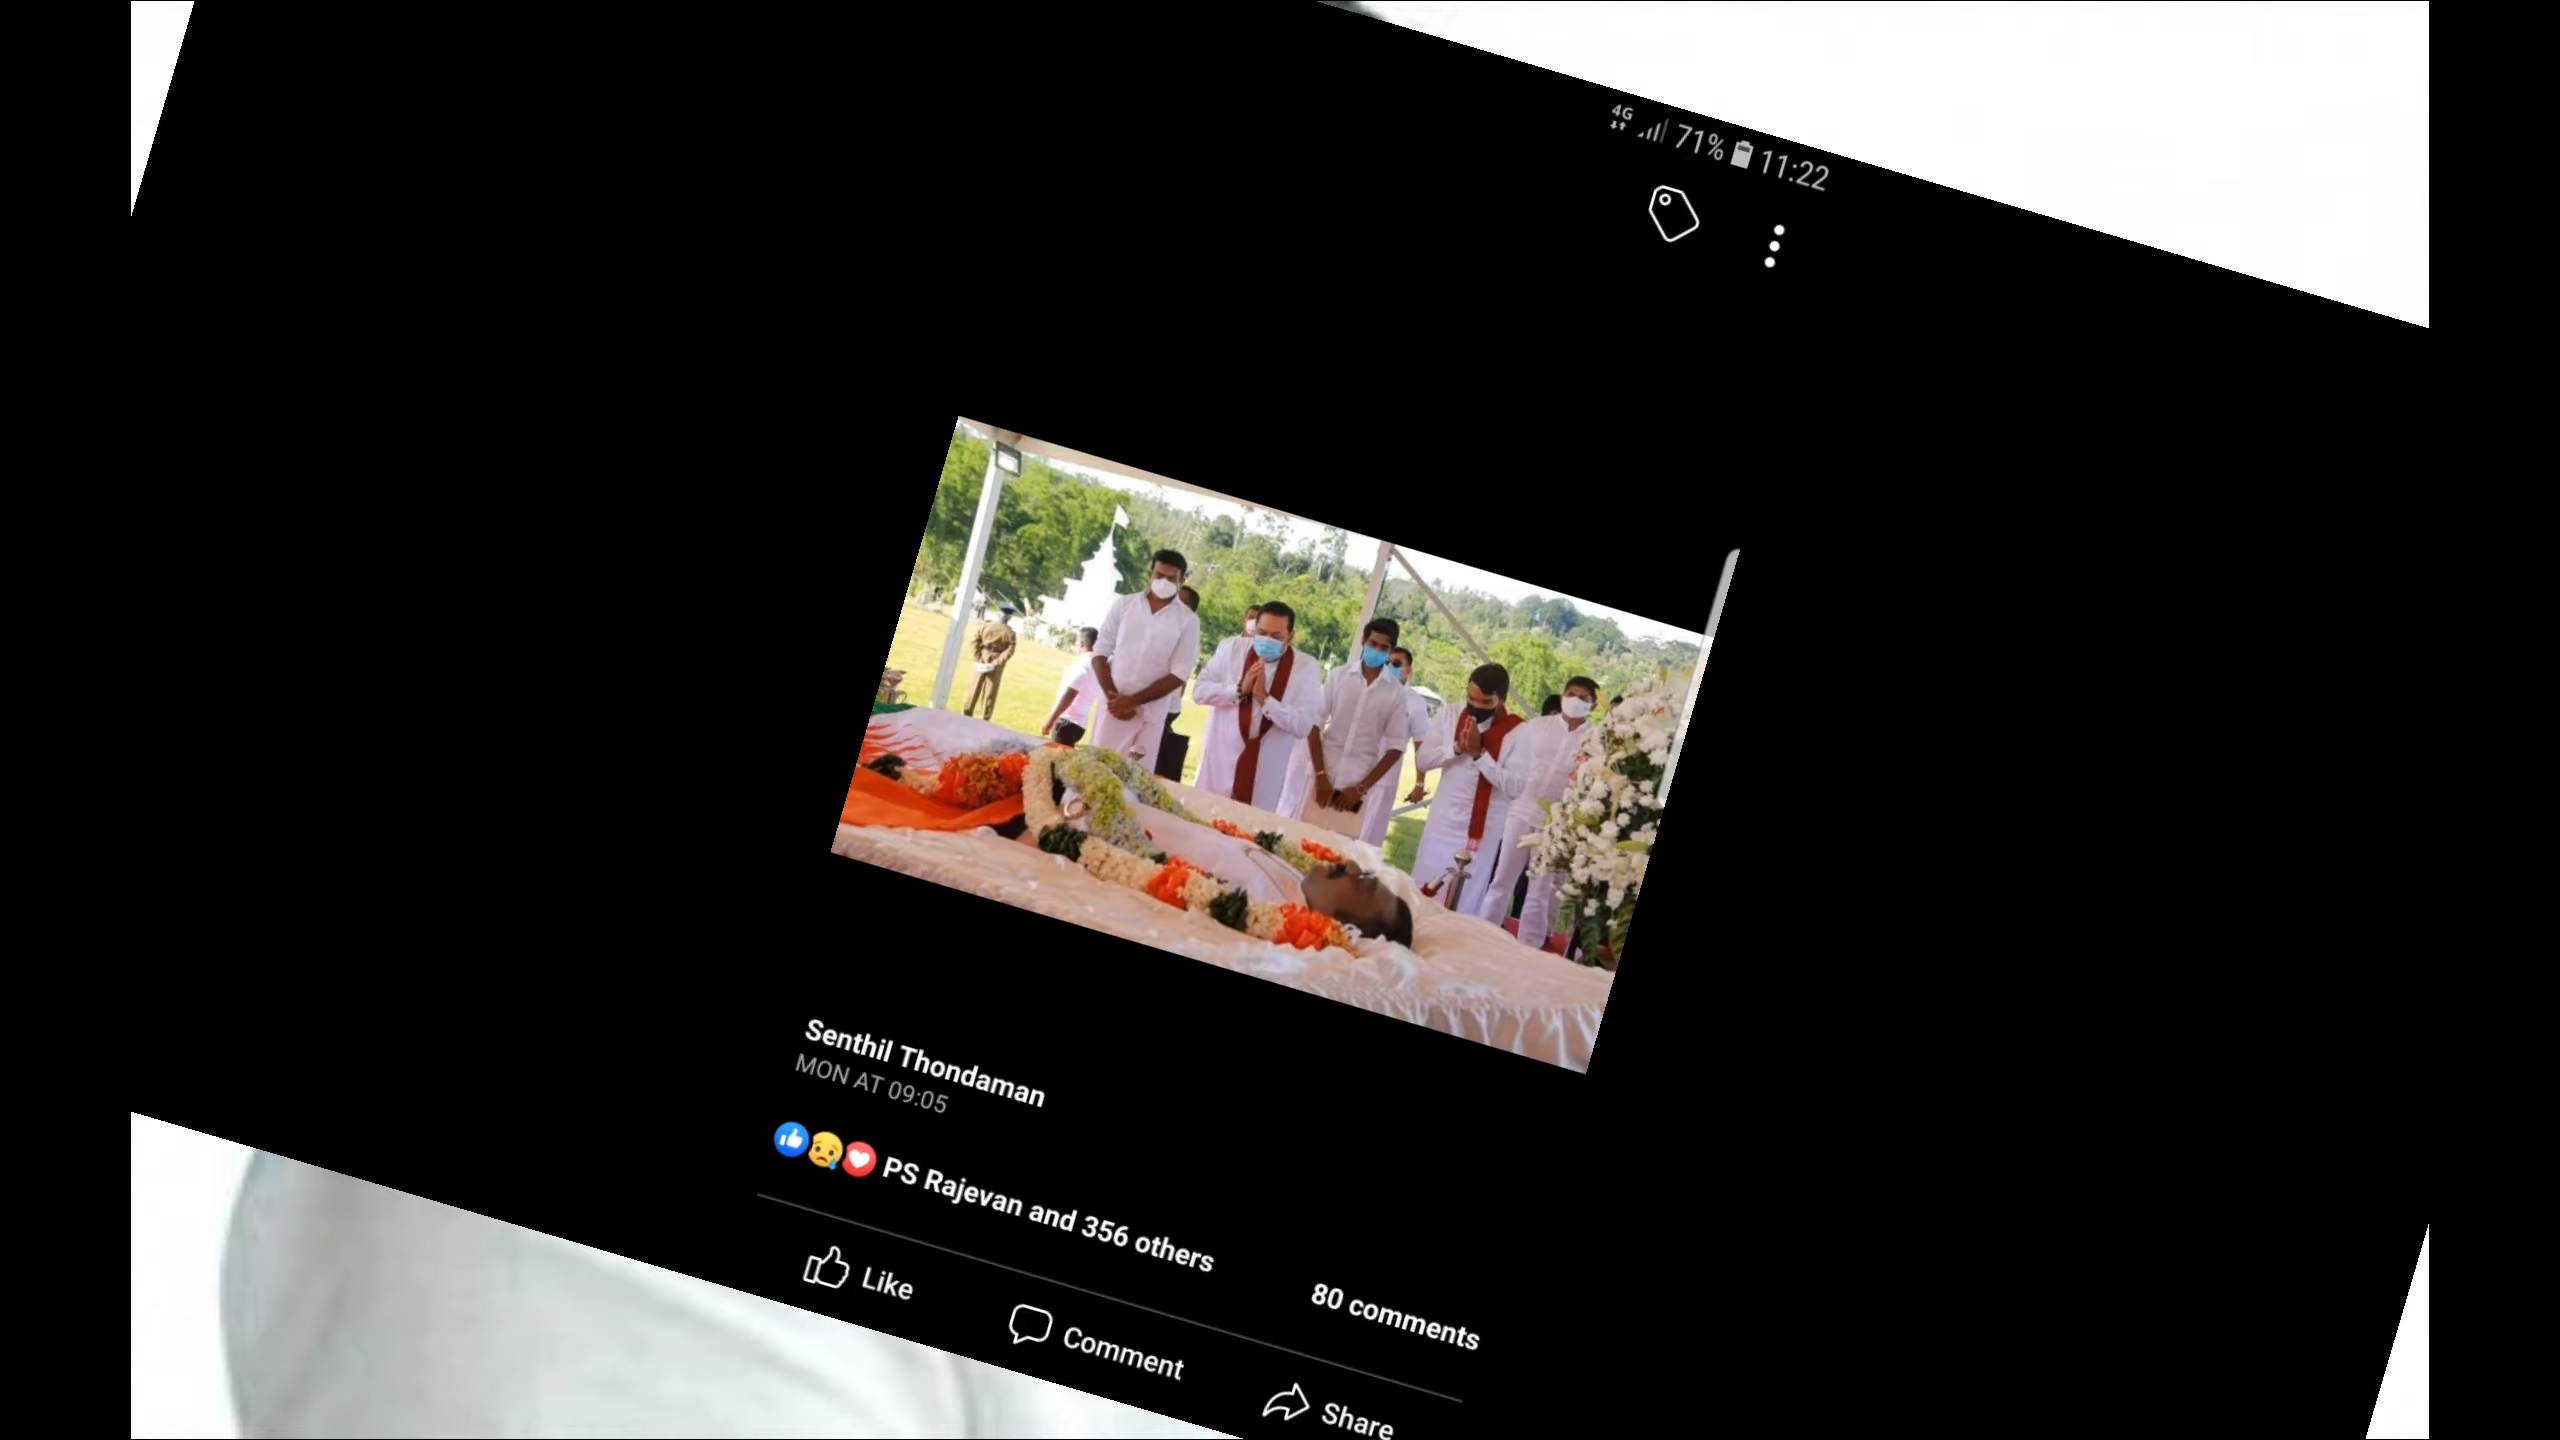 4G 71% 11:22
Senthil Thondaman
MON AT 09:05
PS Rajevan and 356 others
80 comments
Like
Comment
Share